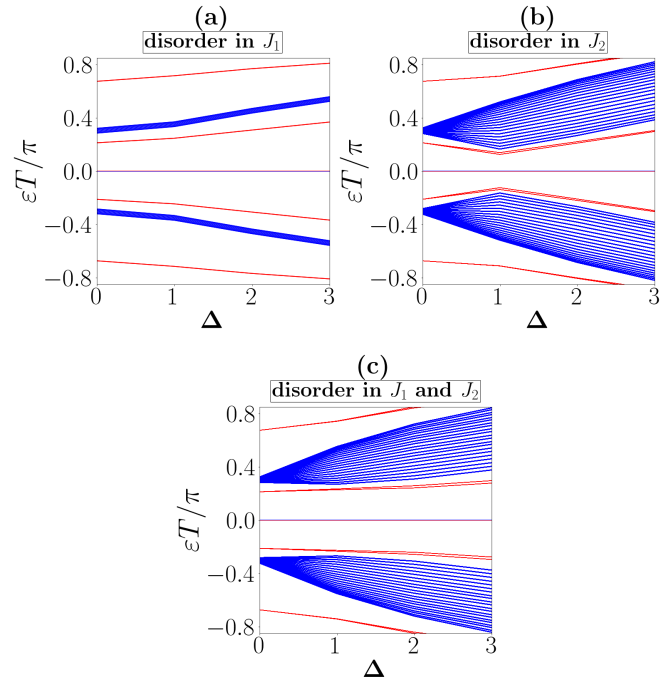 (a)
disorder in J₁
εT/π
0.8
0.4
0.0
−0.4
−0.8
0 1 2 3
Δ
(b)
disorder in J₂
εT/π
0.8
0.4
0.0
−0.4
−0.8
0 1 2 3
Δ
(c)
disorder in J₁ and J₂
εT/π
0.8
0.4
0.0
−0.4
−0.8
0 1 2 3
Δ